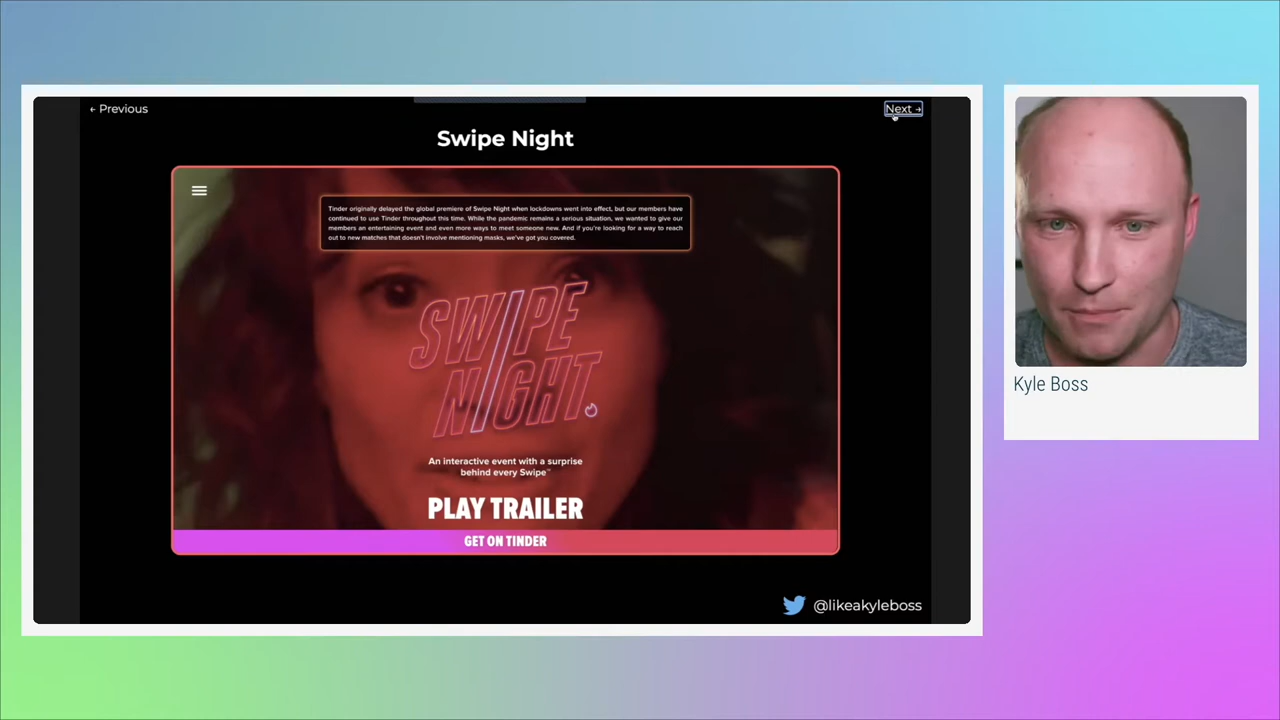 ← Previous
Next →
Swipe Night
Tinder originally delayed the global premiere of Swipe Night when lockdowns went into effect, but our members have
continued to use Tinder throughout this time. While the pandemic remains a serious situation, we wanted to give our
members an entertaining event and even more ways to meet someone new. And if you're looking for a way to reach
out to new matches that doesn't involve mentioning masks, we've got you covered.
SWIPE
NIGHT
An interactive event with a surprise
behind every Swipe™
PLAY TRAILER
GET ON TINDER
@likeakyleboss
Kyle Boss